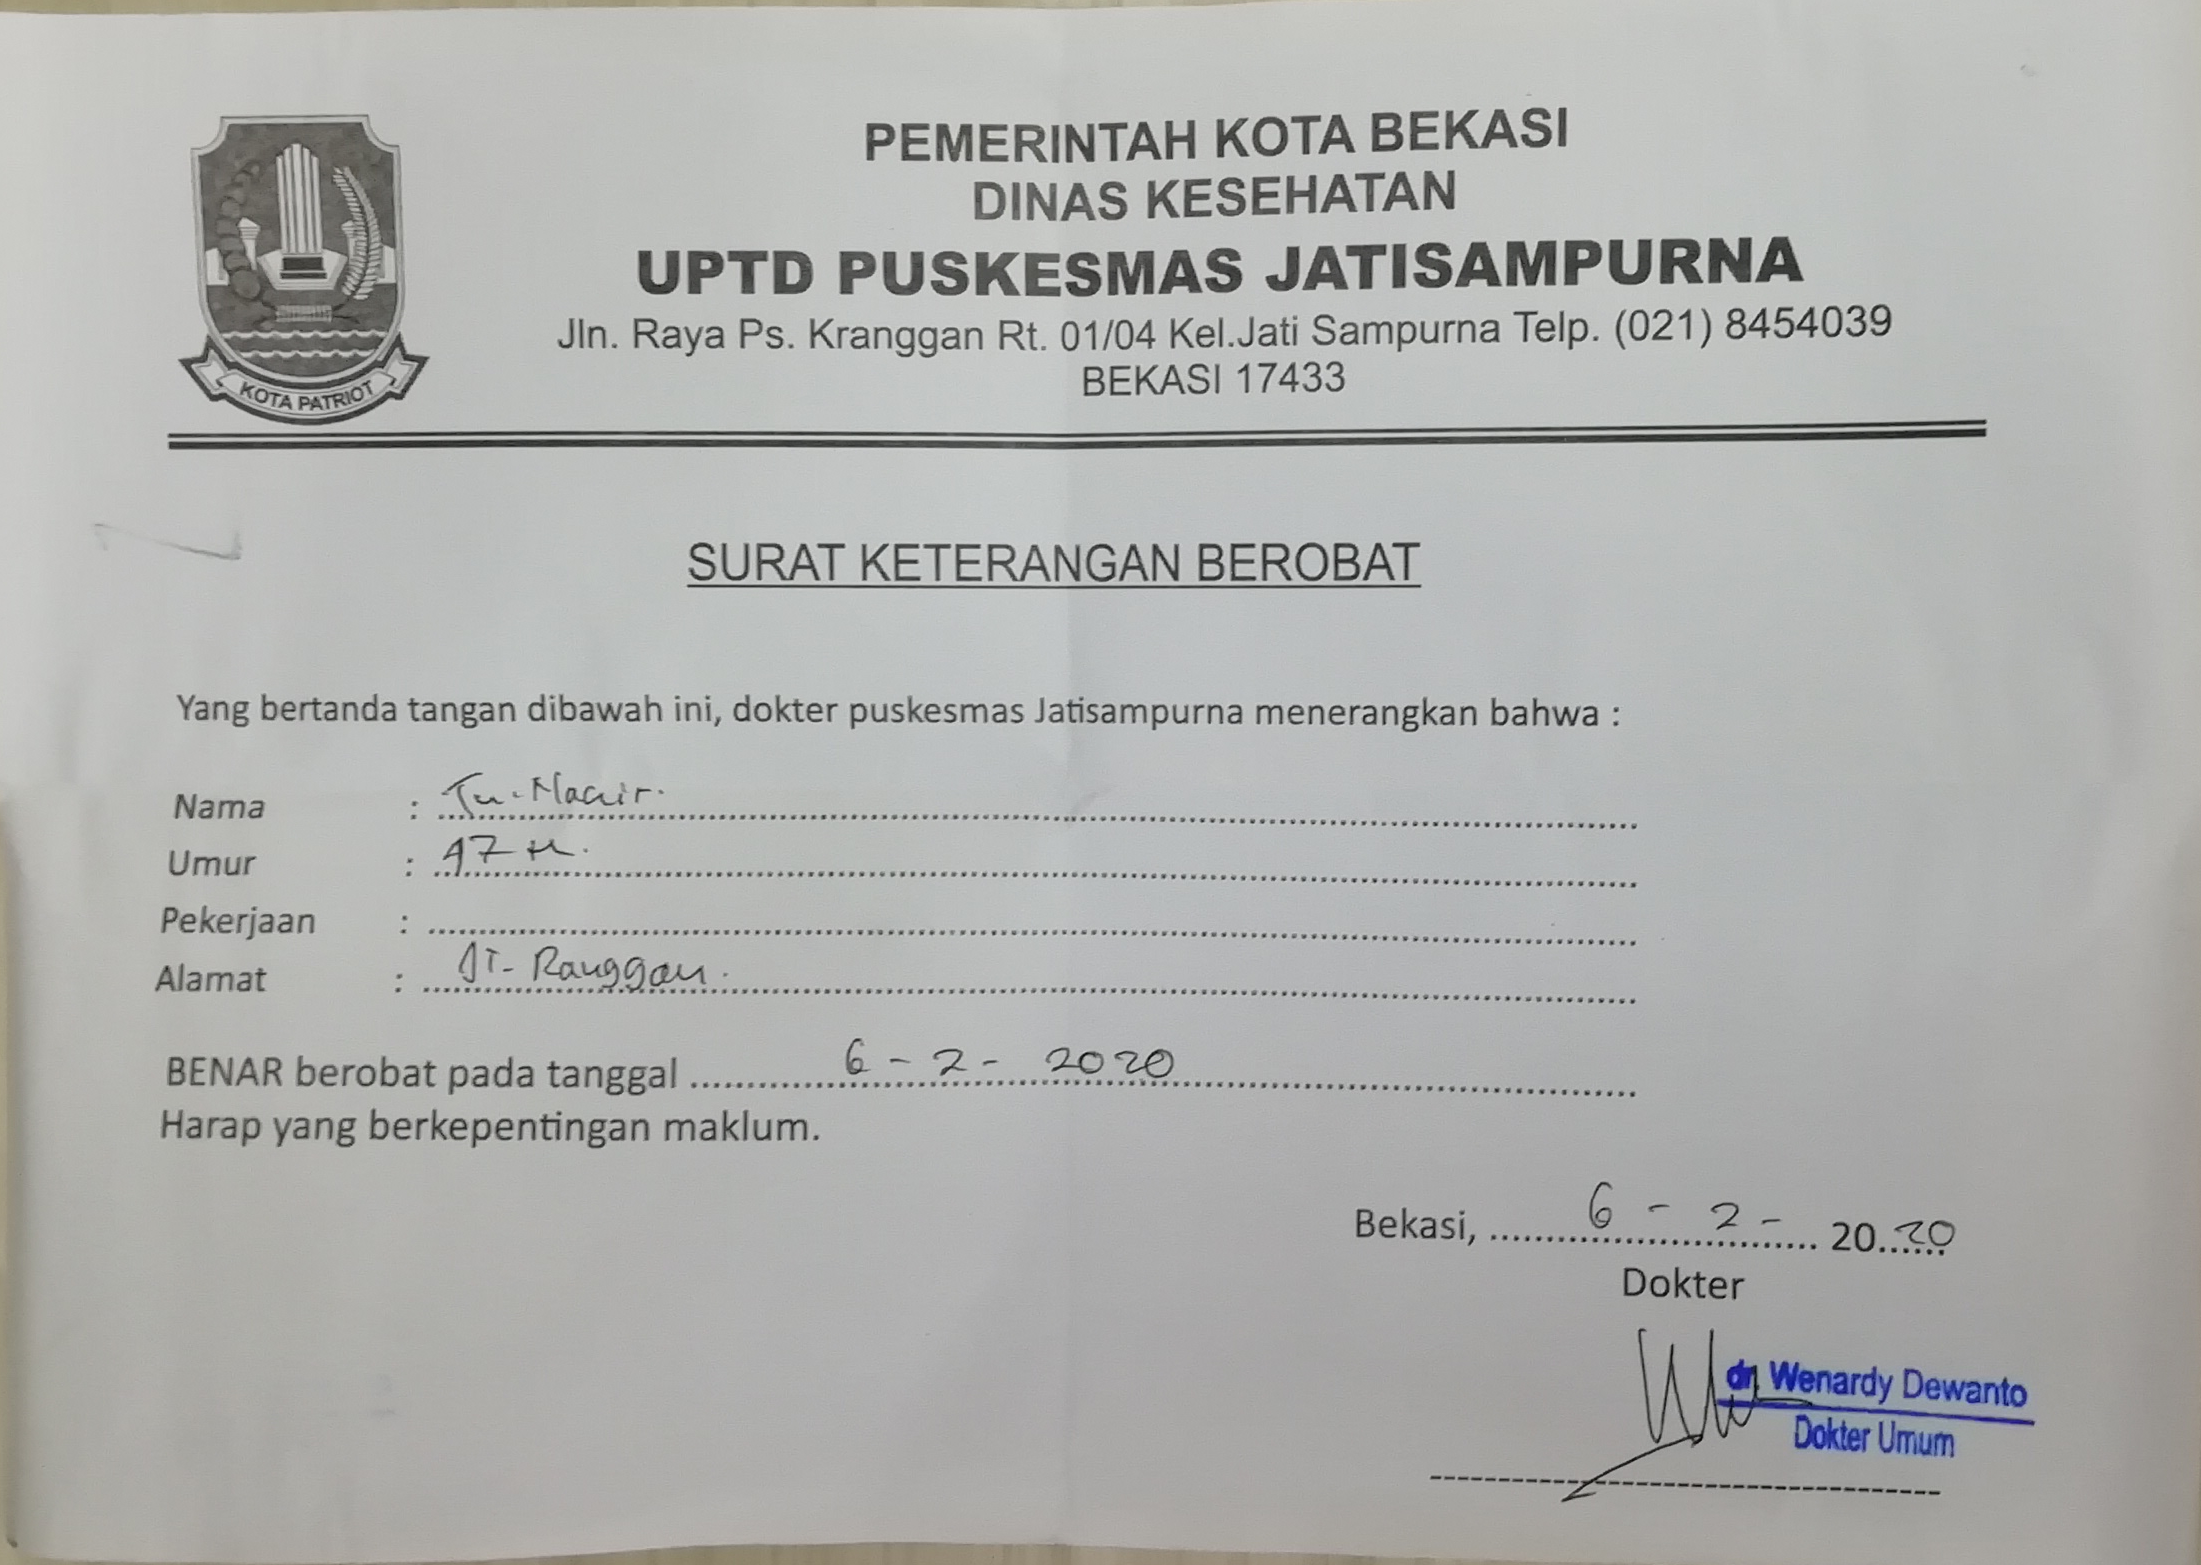 PEMERINTAH KOTA BEKASI
DINAS KESEHATAN
UPTD PUSKESMAS JATISAMPURNA
Jln. Raya Ps. Kranggan Rt. 01/04 Kel.Jati Sampurna Telp. (021) 8454039
BEKASI 17433
KOTA PATRIOT
SURAT KETERANGAN BEROBAT
Yang bertanda tangan dibawah ini, dokter puskesmas Jatisampurna menerangkan bahwa :
Nama : Tn.
Umur : 47 th.
Pekerjaan :
Alamat : JT- Ranggan.
BENAR berobat pada tanggal 6 - 2 - 2020
Harap yang berkepentingan maklum.
Bekasi, 6 - 2 - 2020
Dokter
dr. Wenardy Dewanto
Dokter Umum